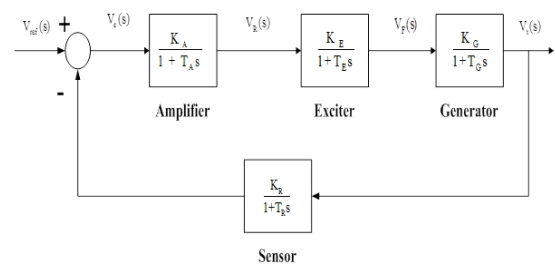 V_ref(s) + V_e(s) V_R(s) V_F(s) V_t(s)
K_A / 1 + T_A s
K_E / 1+T_E s
K_G / 1+T_G s
-
Amplifier Exciter Generator
K_R / 1+T_R s
Sensor